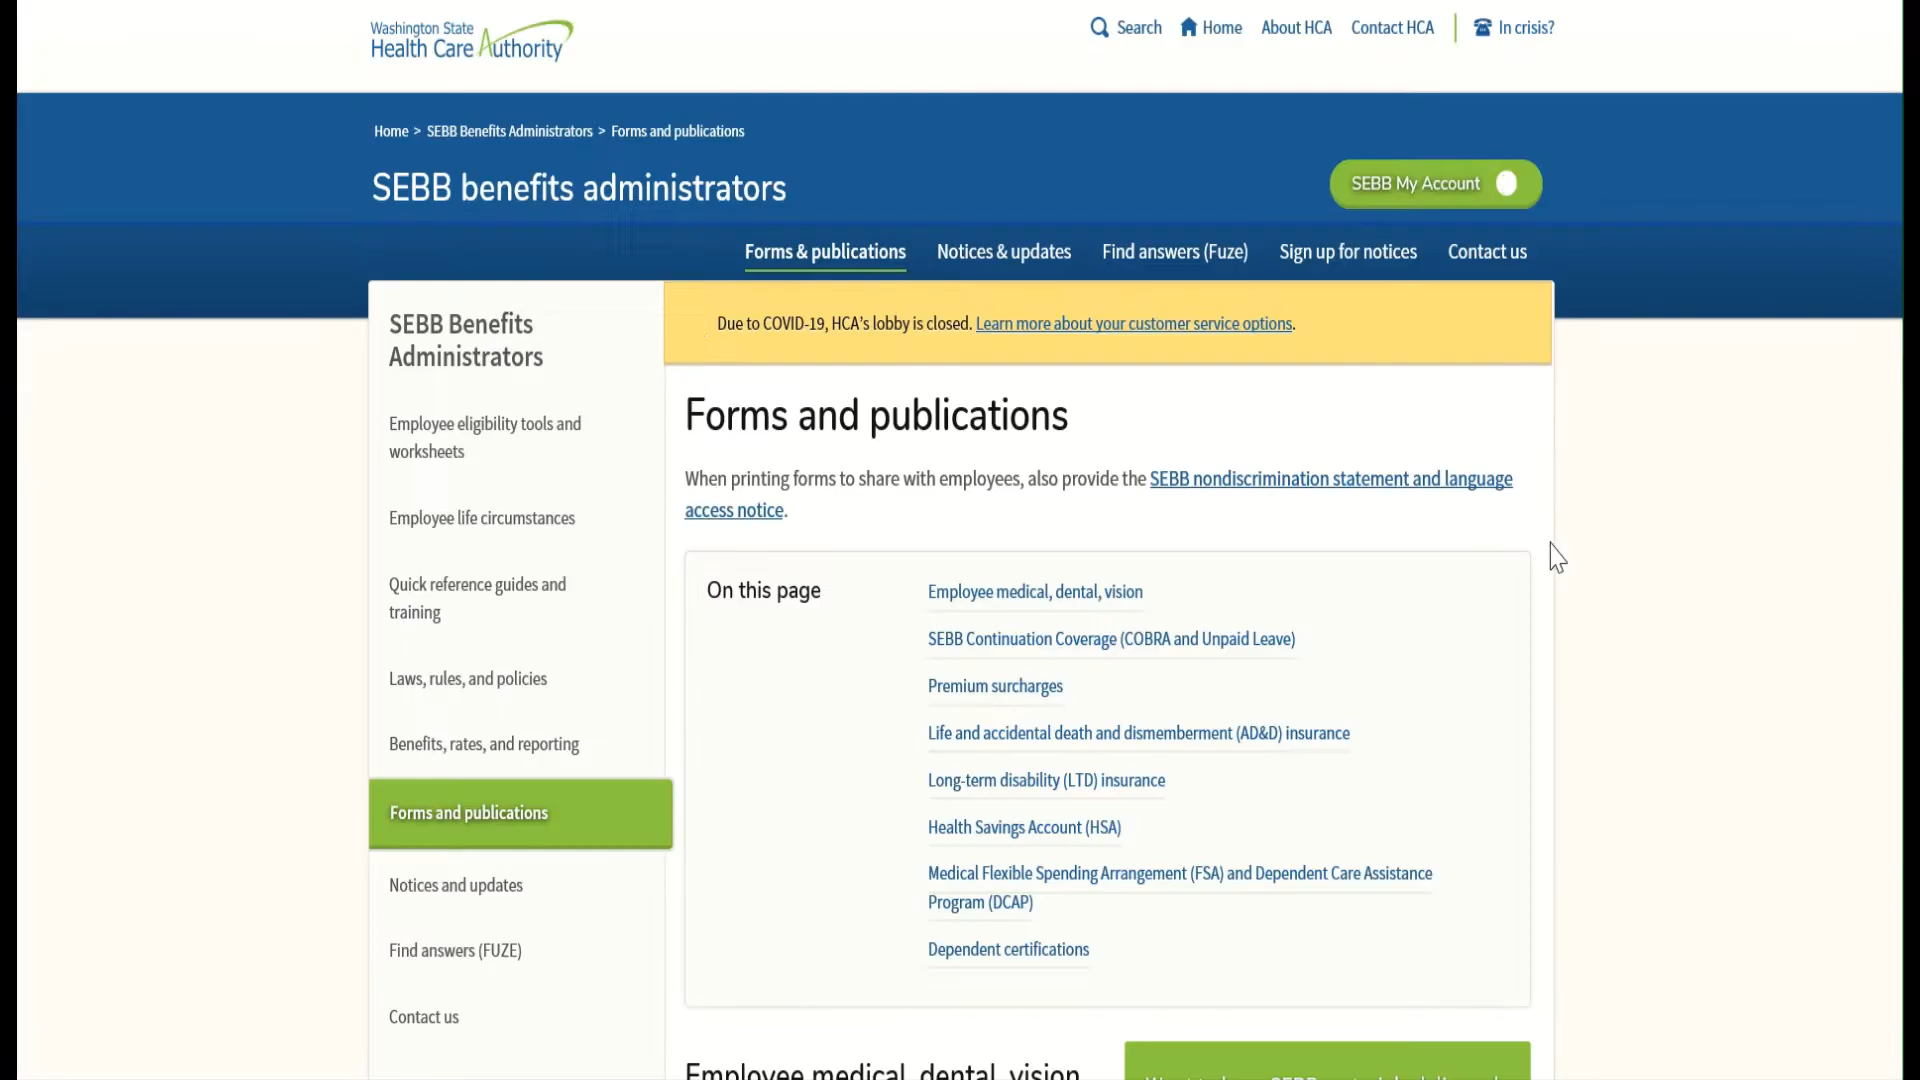 Washington State
Health Care Authority
Search
Home
About HCA
Contact HCA
In crisis?
Home > SEBB Benefits Administrators > Forms and publications
SEBB benefits administrators
SEBB My Account
Forms & publications
Notices & updates
Find answers (Fuze)
Sign up for notices
Contact us
SEBB Benefits
Administrators
Employee eligibility tools and
worksheets
Employee life circumstances
Quick reference guides and
training
Laws, rules, and policies
Benefits, rates, and reporting
Forms and publications
Notices and updates
Find answers (FUZE)
Contact us
Due to COVID-19, HCA's lobby is closed. Learn more about your customer service options.
Forms and publications
When printing forms to share with employees, also provide the SEBB nondiscrimination statement and language
access notice.
On this page
Employee medical, dental, vision
SEBB Continuation Coverage (COBRA and Unpaid Leave)
Premium surcharges
Life and accidental death and dismemberment (AD&D) insurance
Long-term disability (LTD) insurance
Health Savings Account (HSA)
Medical Flexible Spending Arrangement (FSA) and Dependent Care Assistance
Program (DCAP)
Dependent certifications
Employee medical, dental, vision